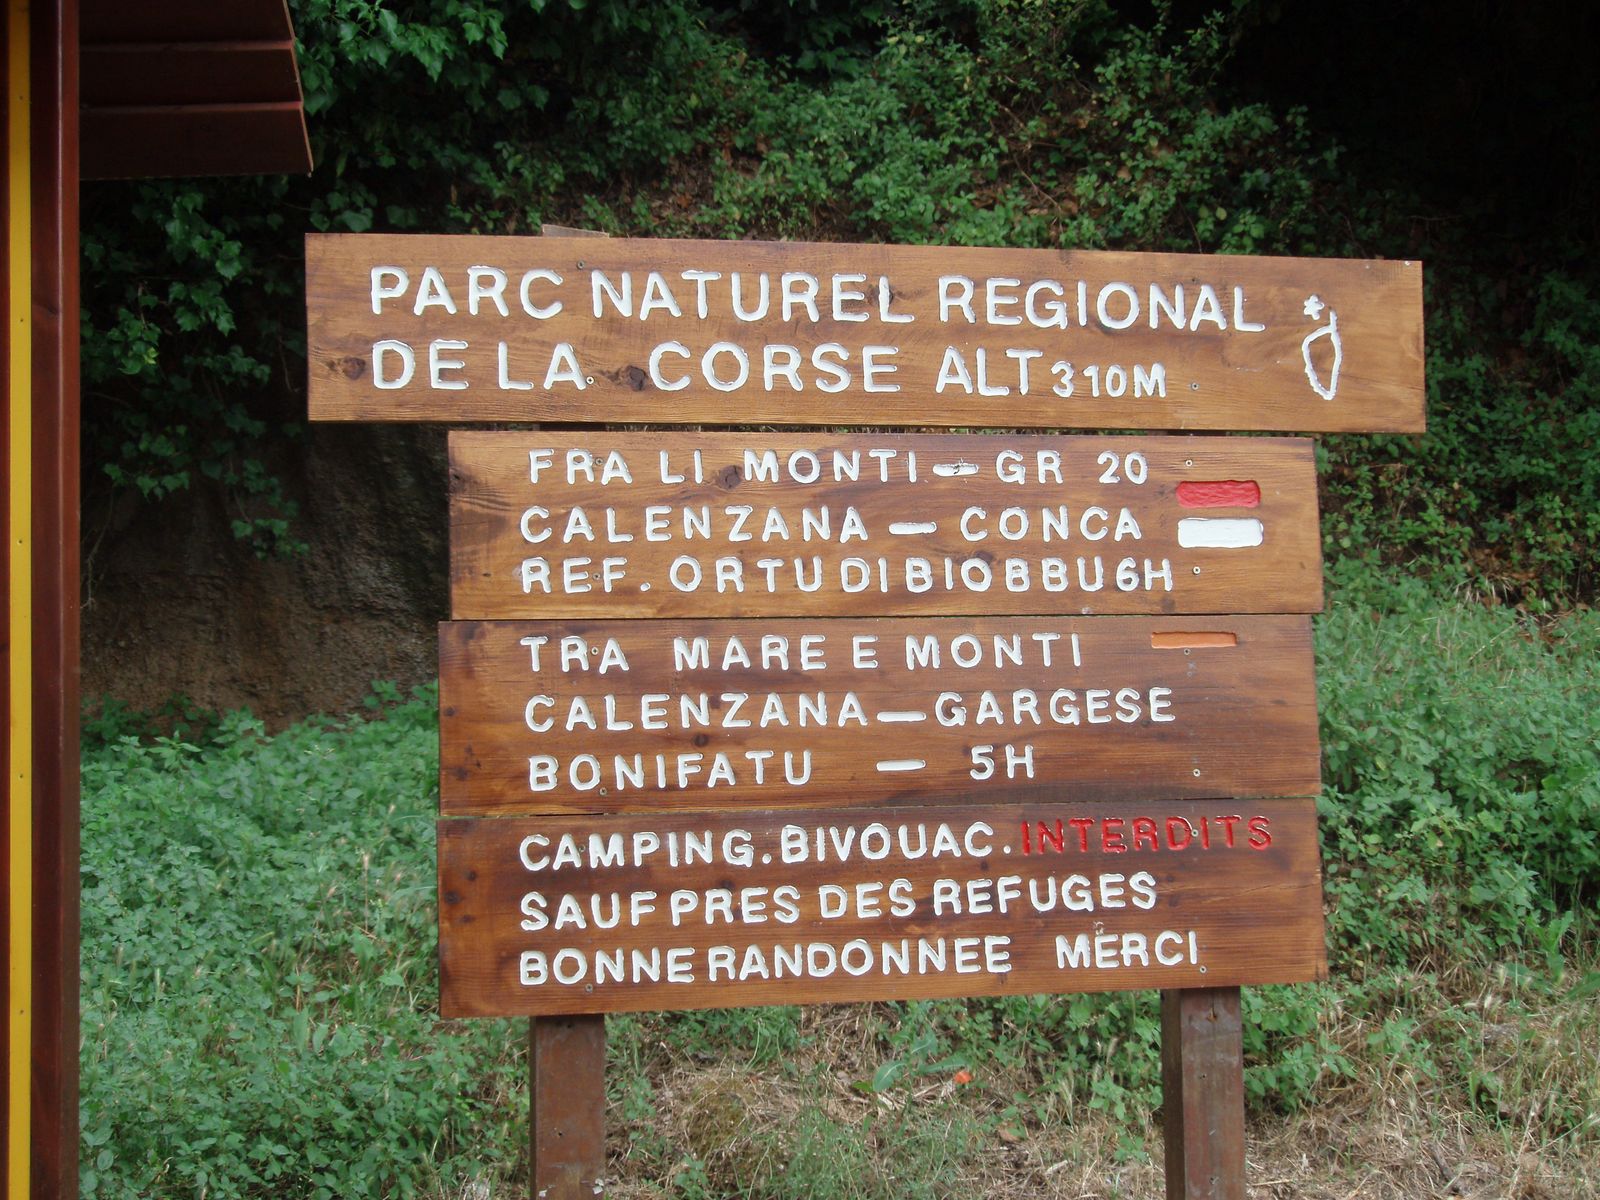 PARC NATUREL REGIONAL
DE LA CORSE ALT 310M
FRA LI MONTI — GR 20
CALENZANA — CONCA
REF. ORTU DI BIOBBU 6H
TRA MARE E MONTI
CALENZANA — GARGESE
BONIFATU — 5H
CAMPING. BIVOUAC. INTERDITS
SAUF PRES DES REFUGES
BONNE RANDONNEE MERCI